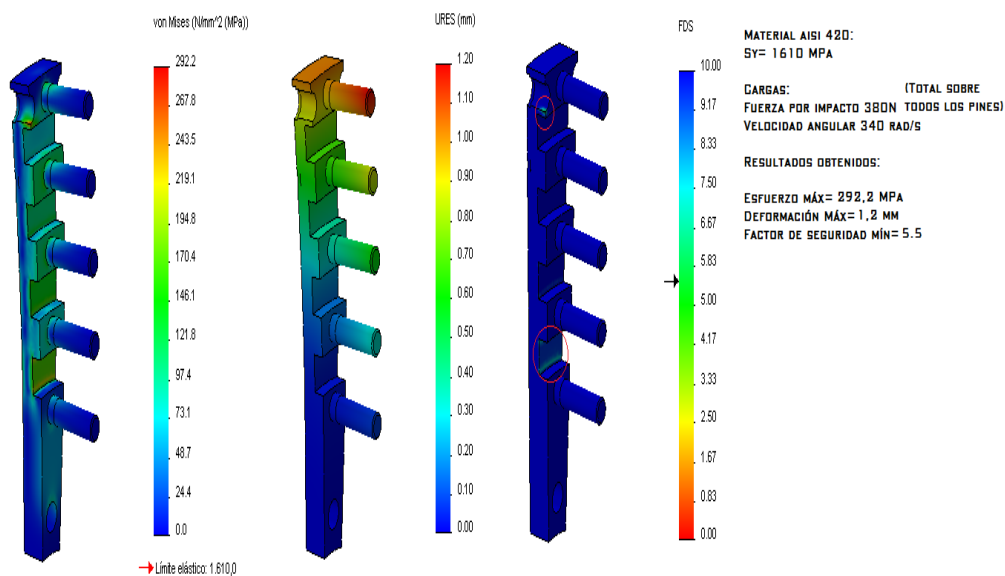 von Mises (N/mm^2 (MPa))
292.2
267.8
243.5
219.1
194.8
170.4
146.1
121.8
97.4
73.1
48.7
24.4
0.0
Límite elástico: 1.610,0
URES (mm)
1.20
1.00
0.90
0.80
0.70
0.60
0.50
0.40
0.30
0.20
0.10
0.00
FDS
10.00
9.17
8.33
7.50
6.67
5.83
5.00
4.17
3.33
2.50
1.67
0.83
0.00
MATERIAL AISI 420:
SY= 1610 MPA
CARGAS: (TOTAL SOBRE
FUERZA POR IMPACTO 380N TODOS LOS PINES)
VELOCIDAD ANGULAR 340 RAD/S
RESULTADOS OBTENIDOS:
ESFUERZO MÁX= 292,2 MPA
DEFORMACIÓN MÁX= 1,2 MM
FACTOR DE SEGURIDAD MÍN= 5.5